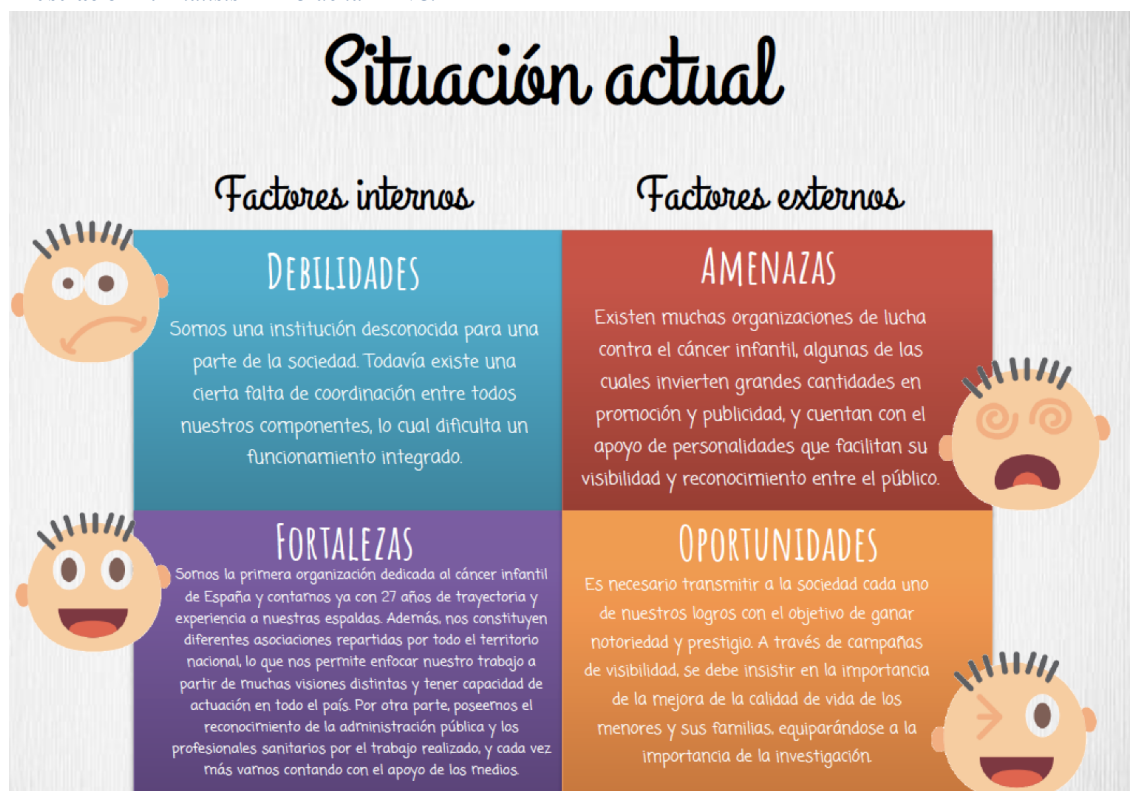 Situación actual
Factores internos
Factores externos
DEBILIDADES
Somos una institución desconocida para una
parte de la sociedad. Todavía existe una
cierta falta de coordinación entre todos
nuestros componentes, lo cual dificulta un
funcionamiento integrado.
AMENAZAS
Existen muchas organizaciones de lucha
contra el cáncer infantil, algunas de las
cuales invierten grandes cantidades en
promoción y publicidad, y cuentan con el
apoyo de personalidades que facilitan su
visibilidad y reconocimiento entre el público.
FORTALEZAS
Somos la primera organización dedicada al cáncer infantil
de España y contamos ya con 27 años de trayectoria y
experiencia a nuestras espaldas. Además, nos constituyen
diferentes asociaciones repartidas por todo el territorio
nacional, lo que nos permite enfocar nuestro trabajo a
partir de muchas visiones distintas y tener capacidad de
actuación en todo el país. Por otra parte, poseemos el
reconocimiento de la administración pública y los
profesionales sanitarios por el trabajo realizado, y cada vez
más vamos contando con el apoyo de los medios.
OPORTUNIDADES
Es necesario transmitir a la sociedad cada uno
de nuestros logros con el objetivo de ganar
notoriedad y prestigio. A través de campañas
de visibilidad, se debe insistir en la importancia
de la mejora de la calidad de vida de los
menores y sus familias, equiparándose a la
importancia de la investigación.